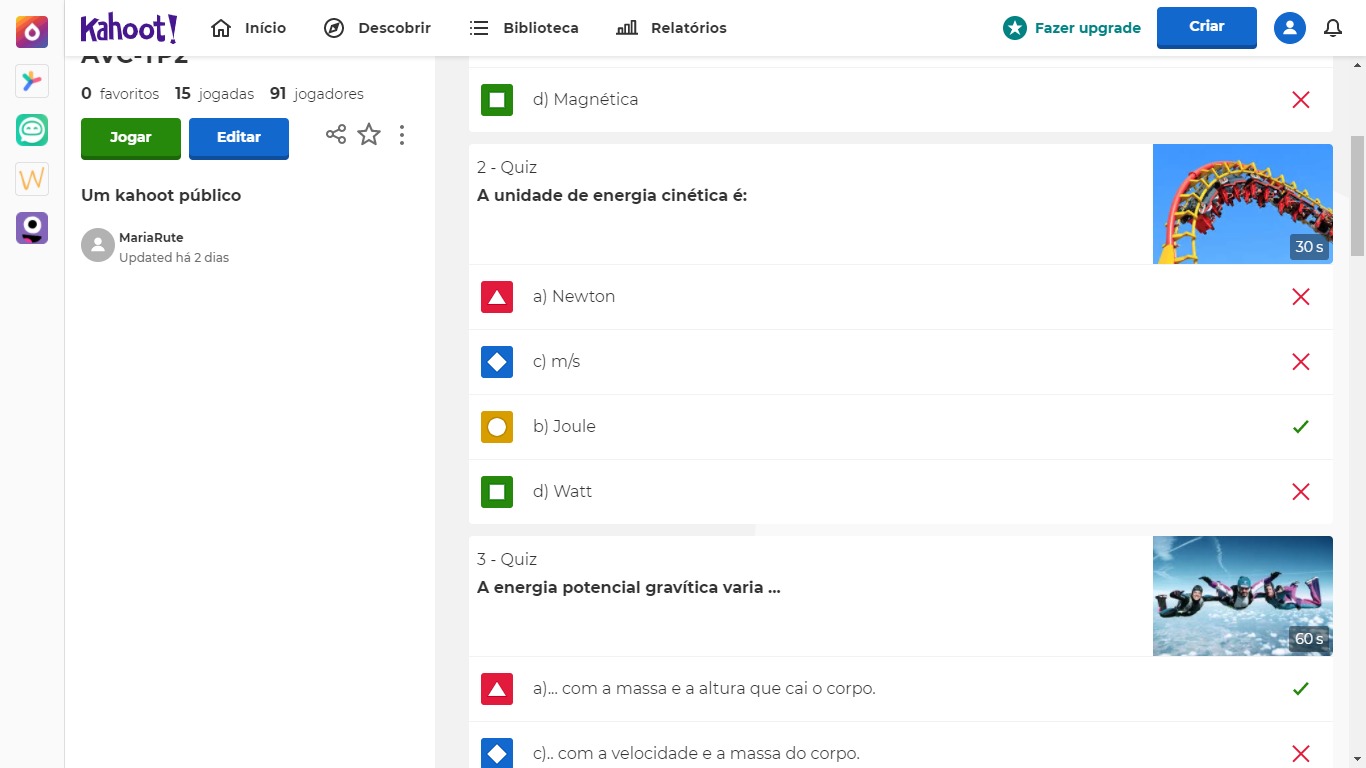 Kahoot!
Início
Descobrir
Biblioteca
Relatórios
Fazer upgrade
Criar
AVC-TP2
0 favoritos 15 jogadas 91 jogadores
Jogar
Editar
Um kahoot público
MariaRute
Updated há 2 dias
d) Magnética
2 - Quiz
A unidade de energia cinética é:
30 s
a) Newton
c) m/s
b) Joule
d) Watt
3 - Quiz
A energia potencial gravítica varia ...
60 s
a)... com a massa e a altura que cai o corpo.
c).. com a velocidade e a massa do corpo.